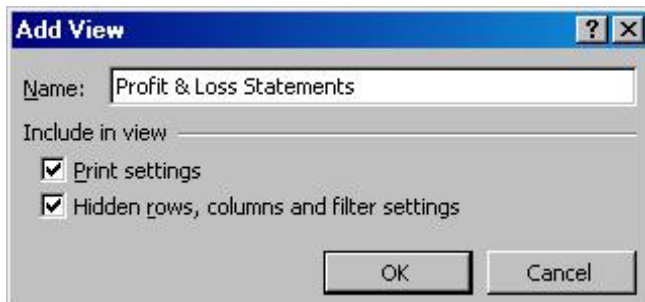 Add View
Name: Profit & Loss Statements
Include in view
Print settings
Hidden rows, columns and filter settings
OK Cancel